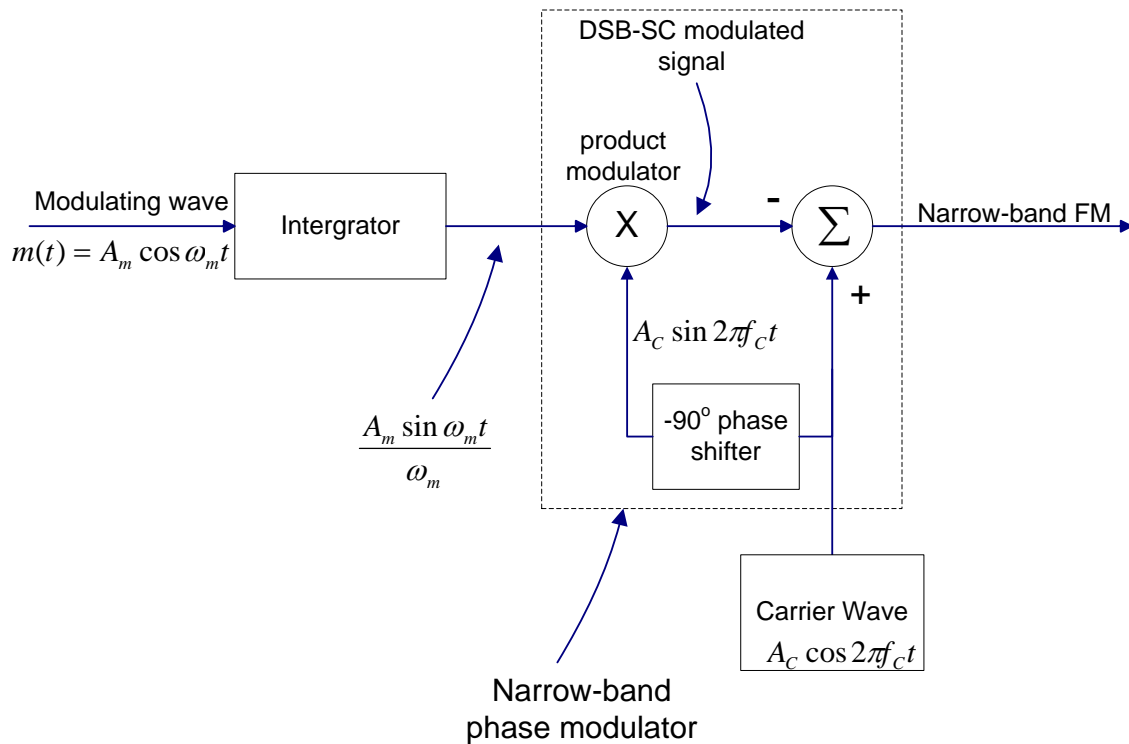 DSB-SC modulated
signal
product
modulator
Modulating wave
m(t) = A_m cos ω_m t
Intergrator
X
-
Σ
+
Narrow-band FM
A_C sin 2πf_C t
-90° phase
shifter
A_m sin ω_m t
ω_m
Carrier Wave
A_C cos 2πf_C t
Narrow-band
phase modulator